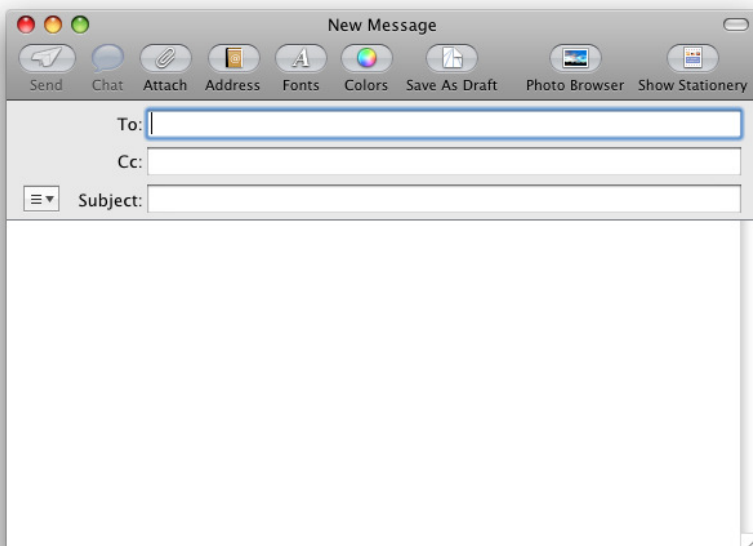 New Message
Send Chat Attach Address Fonts Colors Save As Draft Photo Browser Show Stationery
To:
Cc:
Subject: